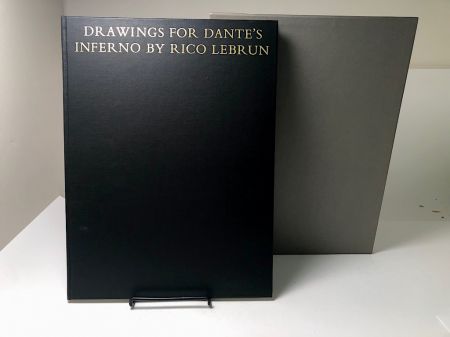 DRAWINGS FOR DANTE'S
INFERNO BY RICO LEBRUN